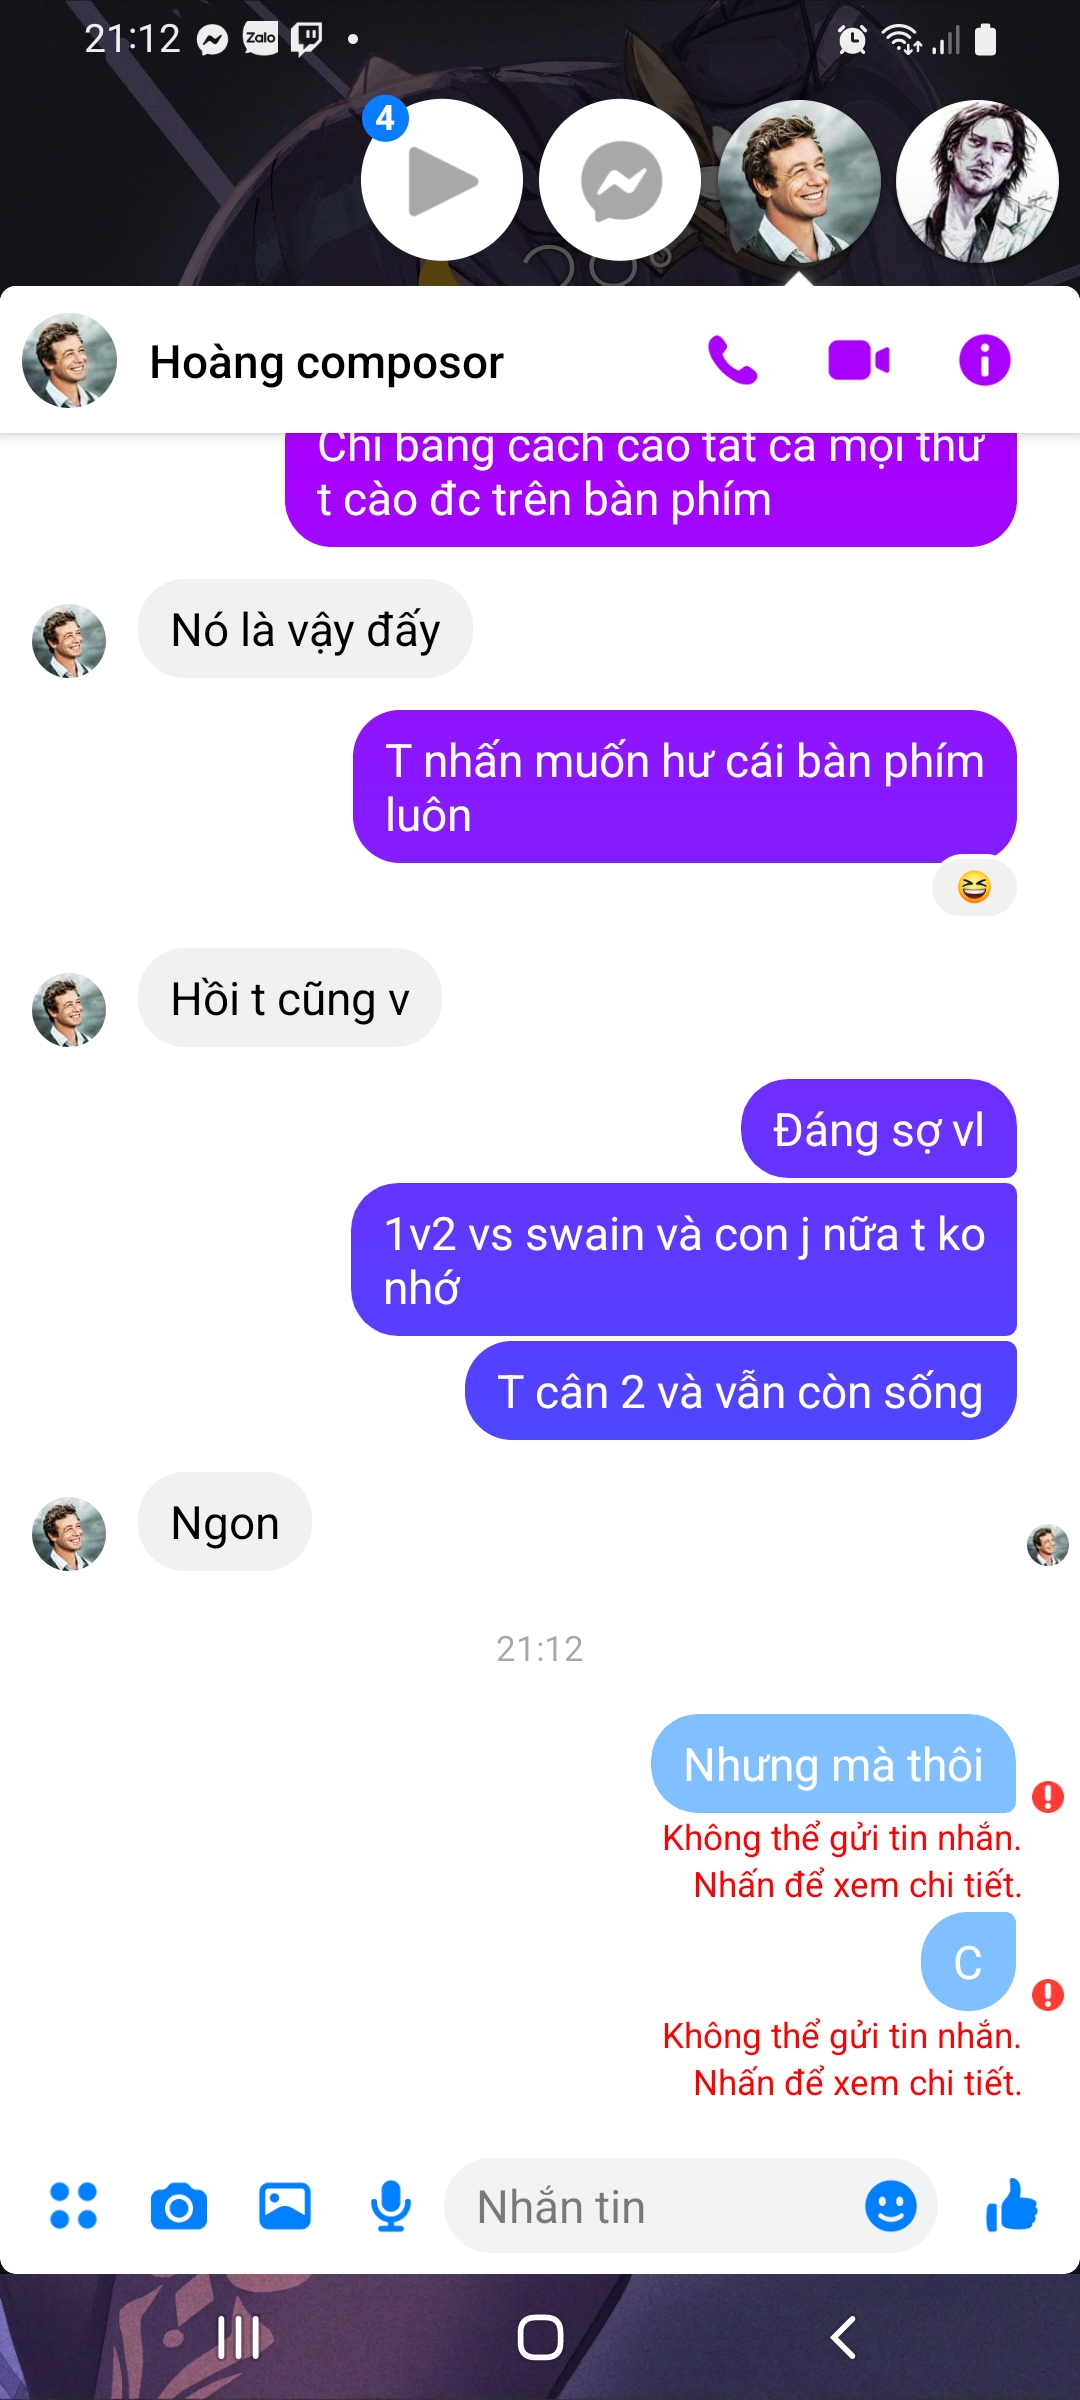 21:12
Zalo
4
Hoàng composor
Chỉ bằng cách cào tất cả mọi thứ
t cào đc trên bàn phím
Nó là vậy đấy
T nhấn muốn hư cái bàn phím
luôn
Hồi t cũng v
Đáng sợ vl
1v2 vs swain và con j nữa t ko
nhớ
T cân 2 và vẫn còn sống
Ngon
21:12
Nhưng mà thôi
Không thể gửi tin nhắn.
Nhấn để xem chi tiết.
C
Không thể gửi tin nhắn.
Nhấn để xem chi tiết.
Nhắn tin